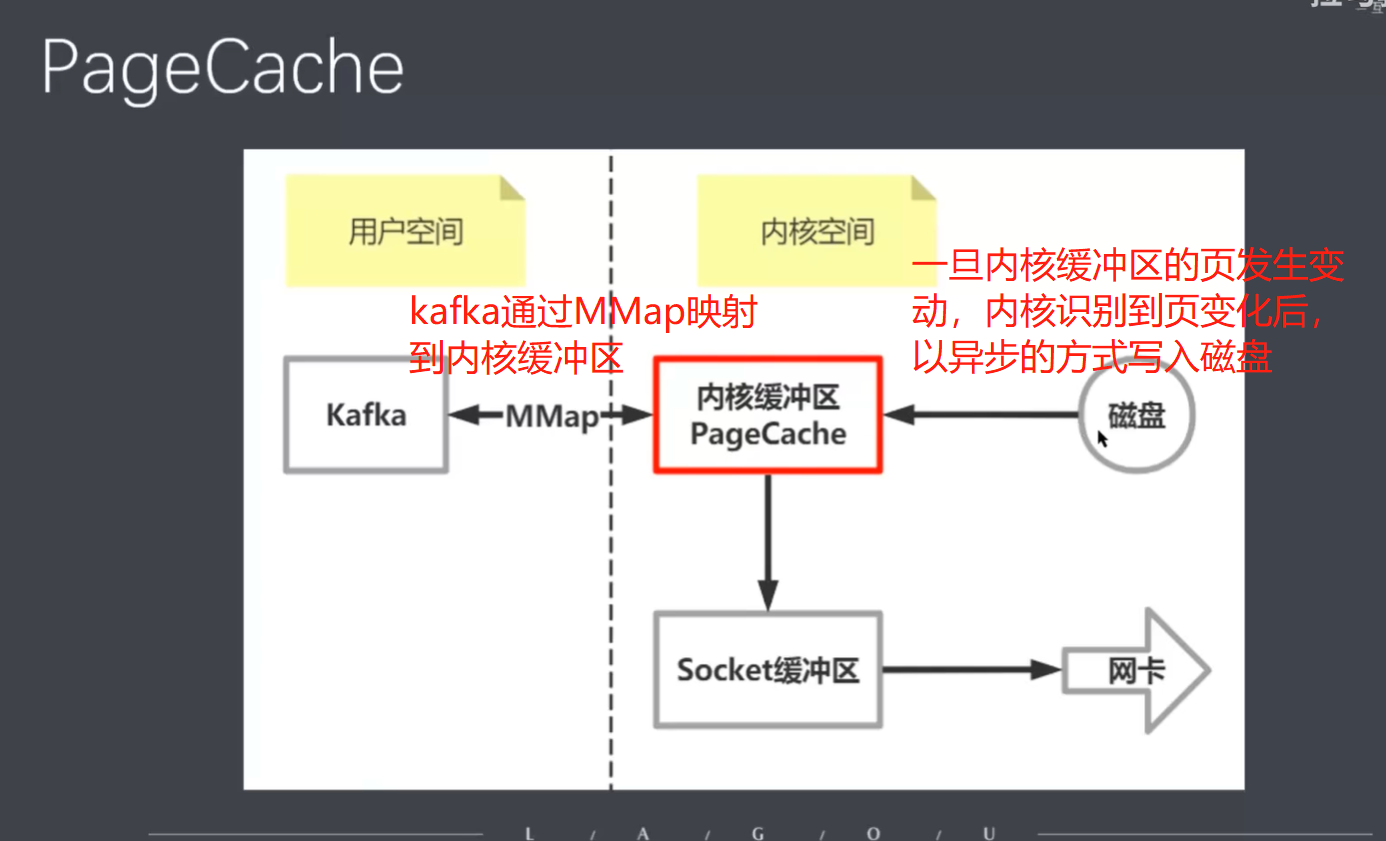 PageCache
用户空间
内核空间
一旦内核缓冲区的页发生变
动，内核识别到页变化后，
以异步的方式写入磁盘
kafka通过MMap映射
到内核缓冲区
Kafka
MMap
内核缓冲区
PageCache
磁盘
Socket缓冲区
网卡
L / A / G / O / U